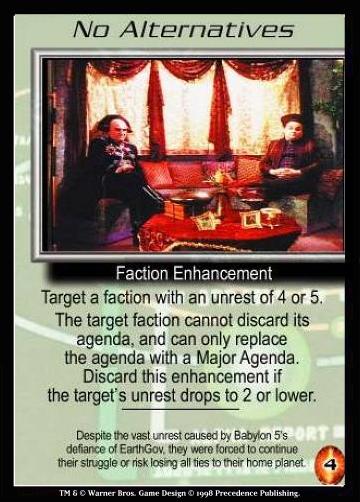 No Alternatives
Faction Enhancement
Target a faction with an unrest of 4 or 5.
The target faction cannot discard its
agenda, and can only replace
the agenda with a Major Agenda.
Discard this enhancement if
the target's unrest drops to 2 or lower.
Despite the vast unrest caused by Babylon 5's
defiance of EarthGov, they were forced to continue
their struggle or risk losing all ties to their home planet.
4
TM & © Warner Bros. Game Design © 1998 Precedence Publishing.